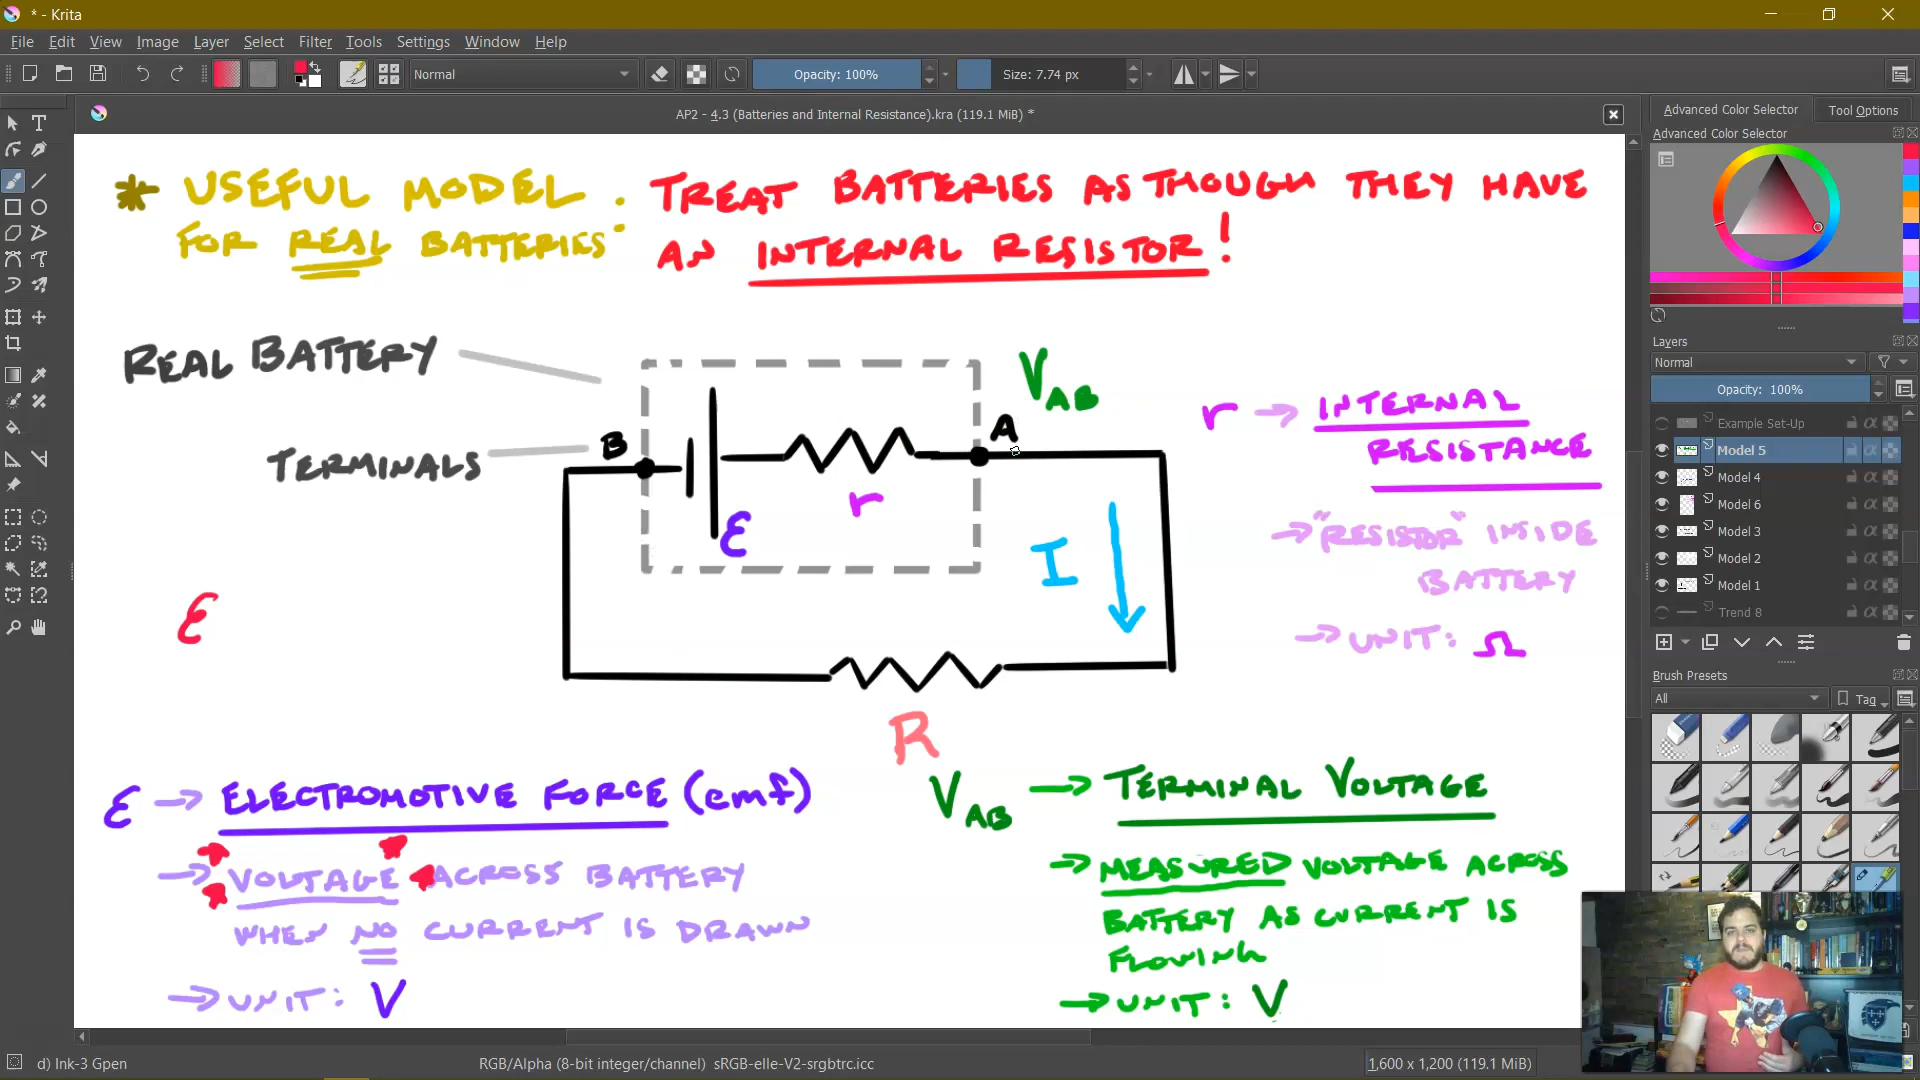 * - Krita
File Edit View Image Layer Select Filter Tools Settings Window Help
Normal
Opacity: 100%
Size: 7.74 px
AP2 - 4.3 (Batteries and Internal Resistance).kra (119.1 MiB) *
Advanced Color Selector
Tool Options
Advanced Color Selector
* USEFUL MODEL : TREAT BATTERIES AS THOUGH THEY HAVE
FOR REAL BATTERIES AN INTERNAL RESISTOR!
REAL BATTERY
TERMINALS
B
A
V AB
ε
r
I
R
ε
r → INTERNAL
RESISTANCE
→ "RESISTOR" INSIDE
BATTERY
→ UNIT: Ω
ε → ELECTROMOTIVE FORCE (emf)
→ VOLTAGE ACROSS BATTERY
WHEN NO CURRENT IS DRAWN
→ UNIT: V
V AB → TERMINAL VOLTAGE
→ MEASURED VOLTAGE ACROSS
BATTERY AS CURRENT IS
FLOWING
→ UNIT: V
Layers
Normal
Opacity: 100%
Example Set-Up
Model 5
Model 4
Model 6
Model 3
Model 2
Model 1
Trend 8
Brush Presets
All
Tag
d) Ink-3 Gpen
RGB/Alpha (8-bit integer/channel) sRGB-elle-V2-srgbtrc.icc
1,600 x 1,200 (119.1 MiB)